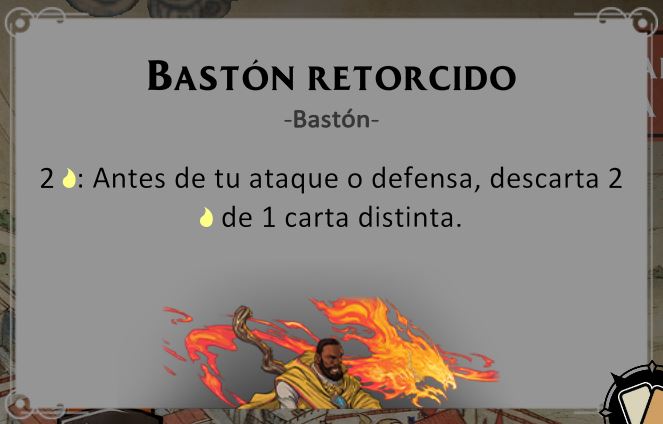 BASTÓN RETORCIDO
-Bastón-
2 : Antes de tu ataque o defensa, descarta 2
de 1 carta distinta.